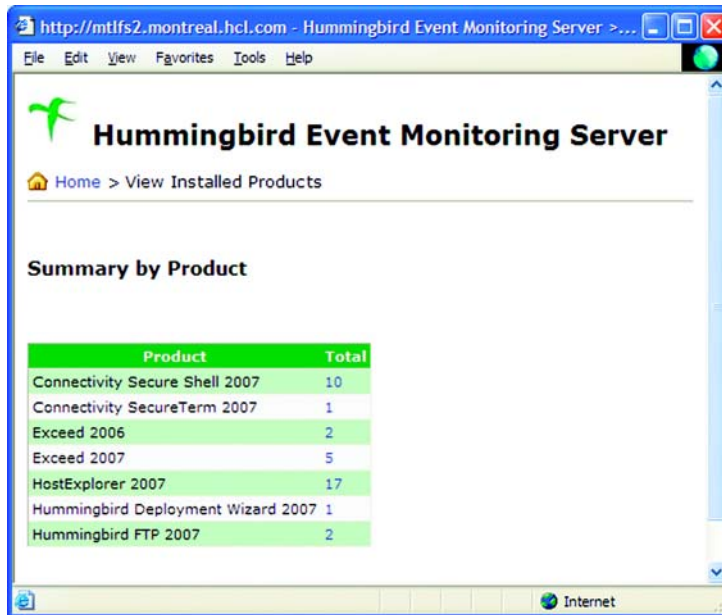 http://mtlfs2.montreal.hcl.com - Hummingbird Event Monitoring Server >...
File Edit View Favorites Tools Help
Hummingbird Event Monitoring Server
Home > View Installed Products
Summary by Product
Product Total
Connectivity Secure Shell 2007 10
Connectivity SecureTerm 2007 1
Exceed 2006 2
Exceed 2007 5
HostExplorer 2007 17
Hummingbird Deployment Wizard 2007 1
Hummingbird FTP 2007 2
Internet